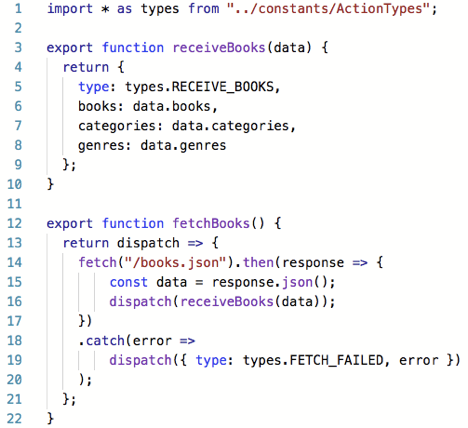 1 import * as types from "../constants/ActionTypes";
2
3 export function receiveBooks(data) {
4   return {
5     type: types.RECEIVE_BOOKS,
6     books: data.books,
7     categories: data.categories,
8     genres: data.genres
9   };
10 }
11
12 export function fetchBooks() {
13   return dispatch => {
14     fetch("/books.json").then(response => {
15         const data = response.json();
16         dispatch(receiveBooks(data));
17     })
18     .catch(error =>
19         dispatch({ type: types.FETCH_FAILED, error })
20     );
21   };
22 }